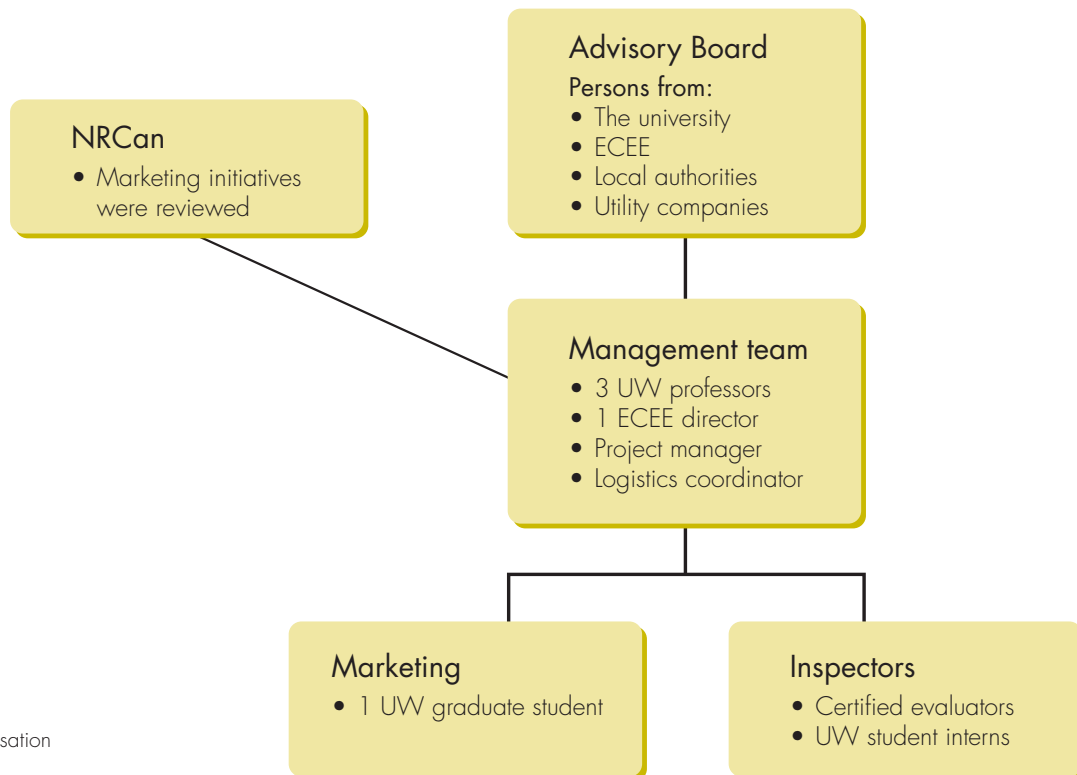 Advisory Board
Persons from:
• The university
• ECEE
• Local authorities
• Utility companies
NRCan
• Marketing initiatives
were reviewed
Management team
• 3 UW professors
• 1 ECEE director
• Project manager
• Logistics coordinator
Marketing
• 1 UW graduate student
Inspectors
• Certified evaluators
• UW student interns
sation